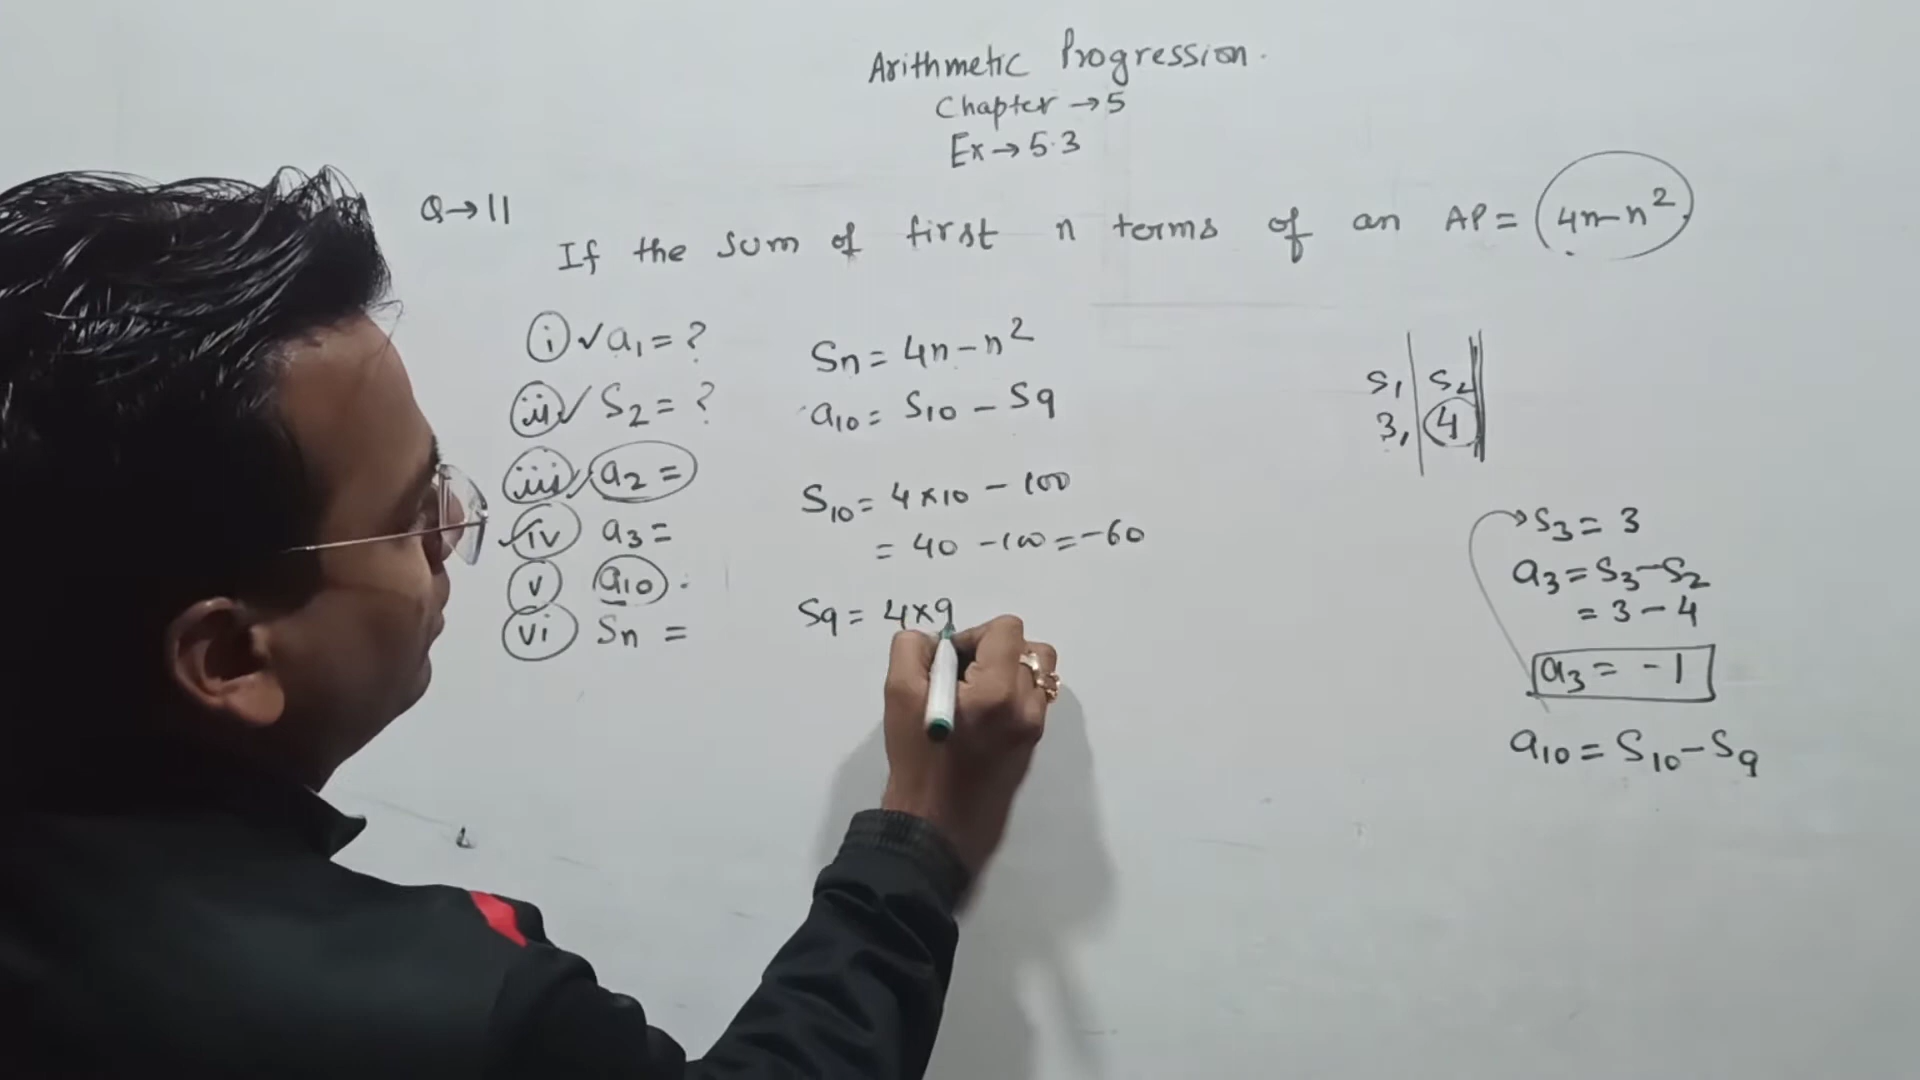 Arithmetic Progression.
Chapter → 5
Ex → 5.3
Q → 11
If the sum of first n terms of an AP = 4n-n²
i ✓ a₁ = ?
ii ✓ S₂ = ?
iii ✓ a₂ =
iv a₃ =
v a₁₀ .
vi Sn =
Sn = 4n - n²
a₁₀ = S₁₀ - S₉
S₁₀ = 4×10 - 100
= 40 - 100 = -60
S₉ = 4×9
S₁ S₂
3, 4
S₃ = 3
a₃ = S₃ - S₂
= 3 - 4
a₃ = -1
a₁₀ = S₁₀ - S₉